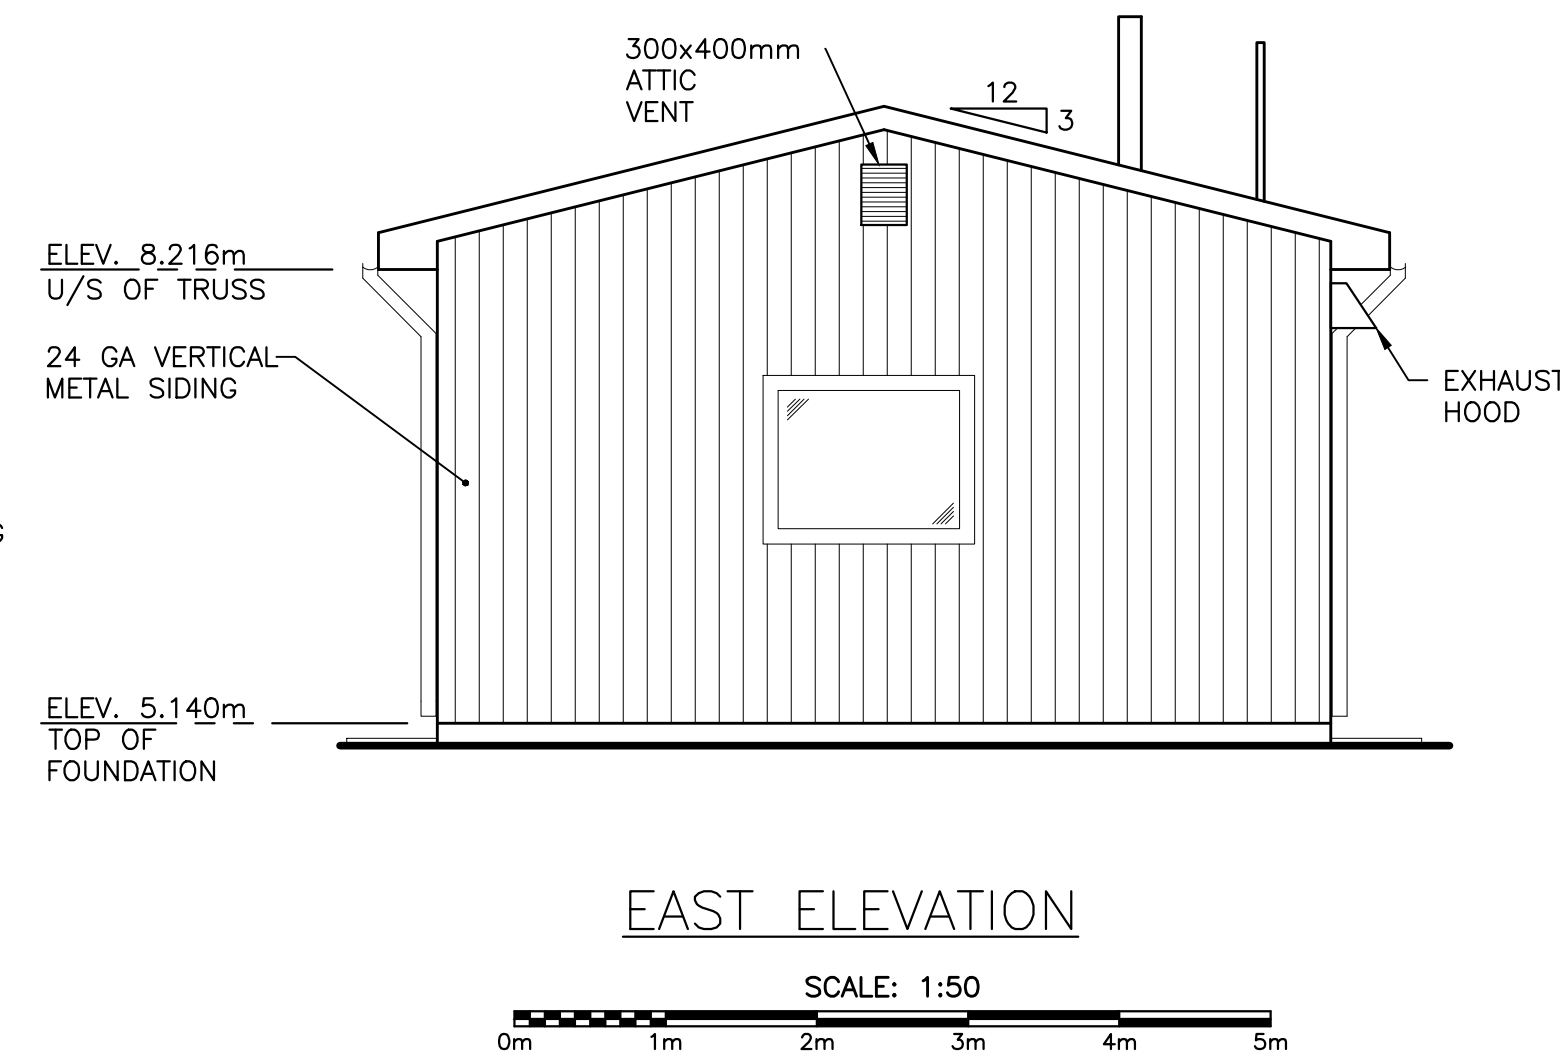 300x400mm
ATTIC
VENT
12
3
ELEV. 8.216m
U/S OF TRUSS
24 GA VERTICAL
METAL SIDING
EXHAUST
HOOD
G
ELEV. 5.140m
TOP OF
FOUNDATION
EAST ELEVATION
SCALE: 1:50
0m 1m 2m 3m 4m 5m